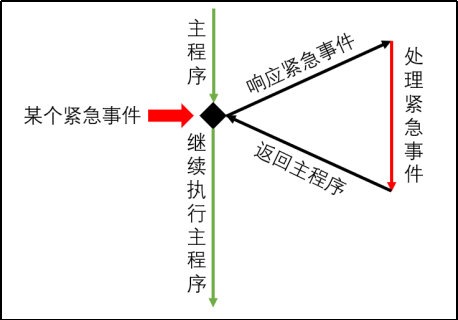 主程序
响应紧急事件
处理紧急事件
某个紧急事件
返回主程序
继续执行主程序